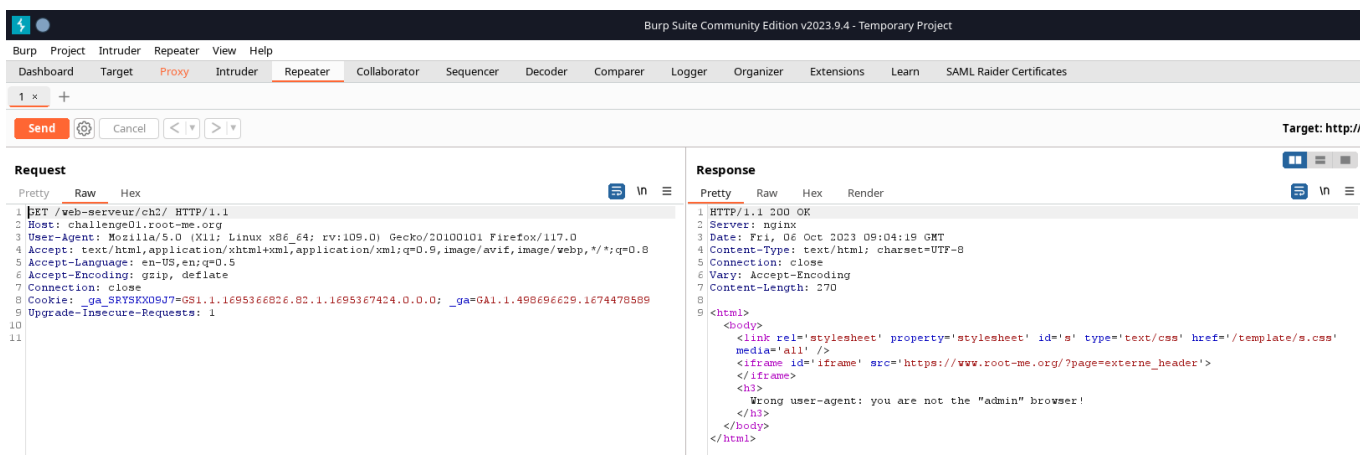 Burp Suite Community Edition v2023.9.4 - Temporary Project
Burp Project Intruder Repeater View Help
Dashboard Target Proxy Intruder Repeater Collaborator Sequencer Decoder Comparer Logger Organizer Extensions Learn SAML Raider Certificates
1 × +
Send Cancel < > Target: http://
Request
Pretty Raw Hex \n
1 GET /web-serveur/ch2/ HTTP/1.1
2 Host: challenge01.root-me.org
3 User-Agent: Mozilla/5.0 (X11; Linux x86_64; rv:109.0) Gecko/20100101 Firefox/117.0
4 Accept: text/html,application/xhtml+xml,application/xml;q=0.9,image/avif,image/webp,*/*;q=0.8
5 Accept-Language: en-US,en;q=0.5
6 Accept-Encoding: gzip, deflate
7 Connection: close
8 Cookie: _ga_SRYSKX09J7=GS1.1.1695366826.82.1.1695367424.0.0.0; _ga=GA1.1.498696629.1674478589
9 Upgrade-Insecure-Requests: 1
10
11
Response
Pretty Raw Hex Render \n
1 HTTP/1.1 200 OK
2 Server: nginx
3 Date: Fri, 06 Oct 2023 09:04:19 GMT
4 Content-Type: text/html; charset=UTF-8
5 Connection: close
6 Vary: Accept-Encoding
7 Content-Length: 270
8
9 <html>
<body>
<link rel='stylesheet' property='stylesheet' id='s' type='text/css' href='/template/s.css'
media='all' />
<iframe id='iframe' src='https://www.root-me.org/?page=externe_header'>
</iframe>
<h3>
Wrong user-agent: you are not the "admin" browser!
</h3>
</body>
</html>